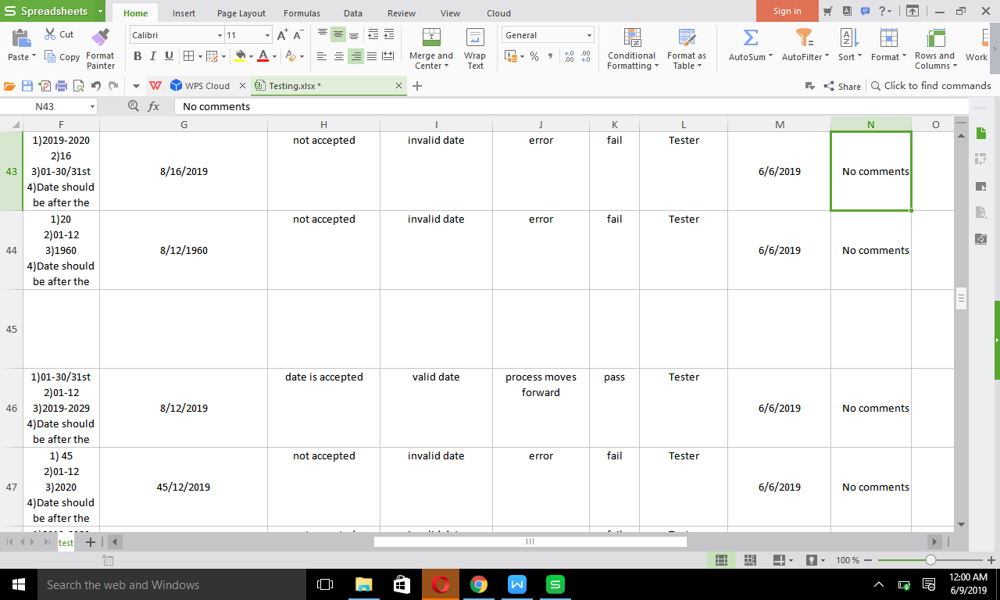 Spreadsheets
Home Insert Page Layout Formulas Data Review View Cloud
Sign in
?
Paste
Cut
Copy
Format
Painter
Calibri
11
A+ A-
B I U
Merge and
Center
Wrap
Text
General
Conditional
Formatting
Format as
Table
AutoSum
AutoFilter
Sort
Format
Rows and
Columns
Work
WPS Cloud
Testing.xlsx *
Share
Click to find commands
N43
fx
No comments
F G H I J K L M N O
43
1)2019-2020
2)16
3)01-30/31st
4)Date should
be after the
8/16/2019
not accepted
invalid date
error
fail
Tester
6/6/2019
No comments
44
1)20
2)01-12
3)1960
4)Date should
be after the
8/12/1960
not accepted
invalid date
error
fail
Tester
6/6/2019
No comments
45
46
1)01-30/31st
2)01-12
3)2019-2029
4)Date should
be after the
8/12/2019
date is accepted
valid date
process moves
forward
pass
Tester
6/6/2019
No comments
47
1) 45
2)01-12
3)2020
4)Date should
be after the
45/12/2019
not accepted
invalid date
error
fail
Tester
6/6/2019
No comments
test
100 %
Search the web and Windows
12:00 AM
6/9/2019